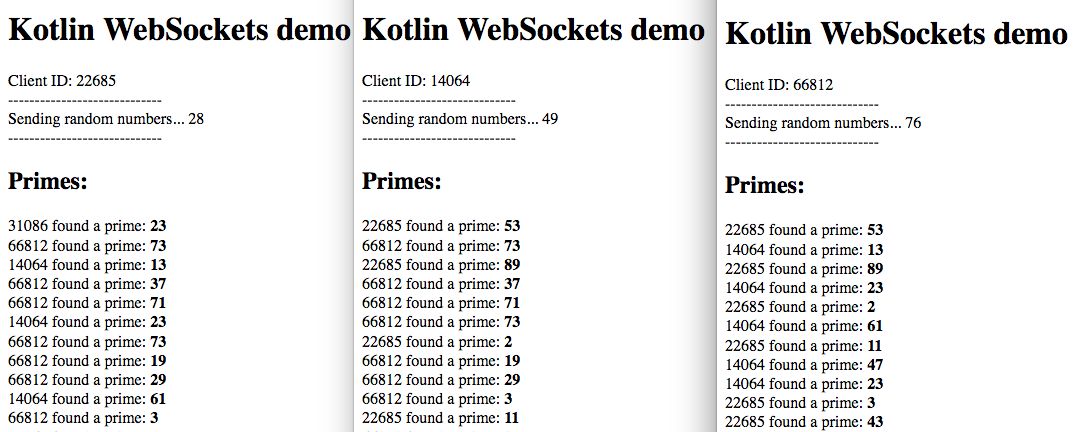 Kotlin WebSockets demo
Client ID: 22685
-----------------------------
Sending random numbers... 28
-----------------------------
Primes:
31086 found a prime: 23
66812 found a prime: 73
14064 found a prime: 13
66812 found a prime: 37
66812 found a prime: 71
14064 found a prime: 23
66812 found a prime: 73
66812 found a prime: 19
66812 found a prime: 29
14064 found a prime: 61
66812 found a prime: 3
Kotlin WebSockets demo
Client ID: 14064
-----------------------------
Sending random numbers... 49
-----------------------------
Primes:
22685 found a prime: 53
66812 found a prime: 73
22685 found a prime: 89
66812 found a prime: 37
66812 found a prime: 71
66812 found a prime: 73
22685 found a prime: 2
66812 found a prime: 19
66812 found a prime: 29
66812 found a prime: 3
22685 found a prime: 11
Kotlin WebSockets demo
Client ID: 66812
-----------------------------
Sending random numbers... 76
-----------------------------
Primes:
22685 found a prime: 53
14064 found a prime: 13
22685 found a prime: 89
14064 found a prime: 23
22685 found a prime: 2
14064 found a prime: 61
22685 found a prime: 11
14064 found a prime: 47
14064 found a prime: 23
22685 found a prime: 3
22685 found a prime: 43